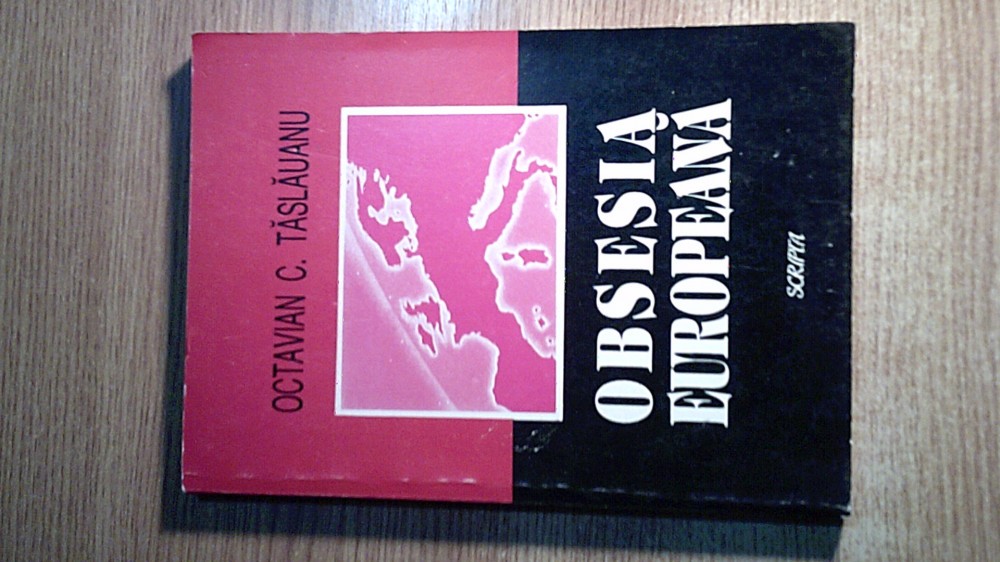 OCTAVIAN C. TĂSLĂUANU
OBSESIA
EUROPEANĂ
SCRIPTA